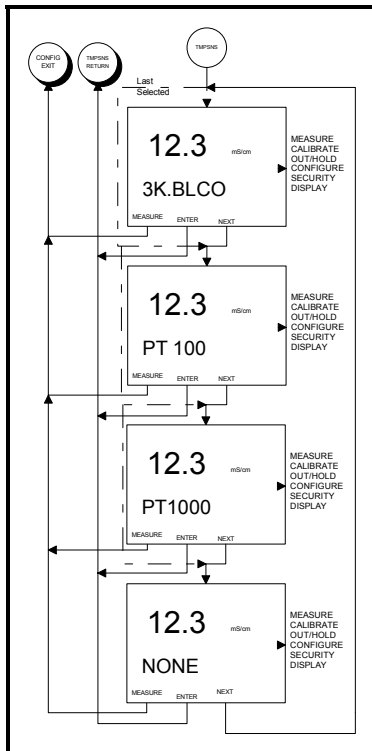 CONFIG
EXIT
TMPSNS
RETURN
TMPSNS
Last
Selected
12.3 mS/cm
3K.BLCO
MEASURE ENTER NEXT
MEASURE
CALIBRATE
OUT/HOLD
CONFIGURE
SECURITY
DISPLAY
12.3 mS/cm
PT 100
MEASURE ENTER NEXT
MEASURE
CALIBRATE
OUT/HOLD
CONFIGURE
SECURITY
DISPLAY
12.3 mS/cm
PT1000
MEASURE ENTER NEXT
MEASURE
CALIBRATE
OUT/HOLD
CONFIGURE
SECURITY
DISPLAY
12.3 mS/cm
NONE
MEASURE ENTER NEXT
MEASURE
CALIBRATE
OUT/HOLD
CONFIGURE
SECURITY
DISPLAY